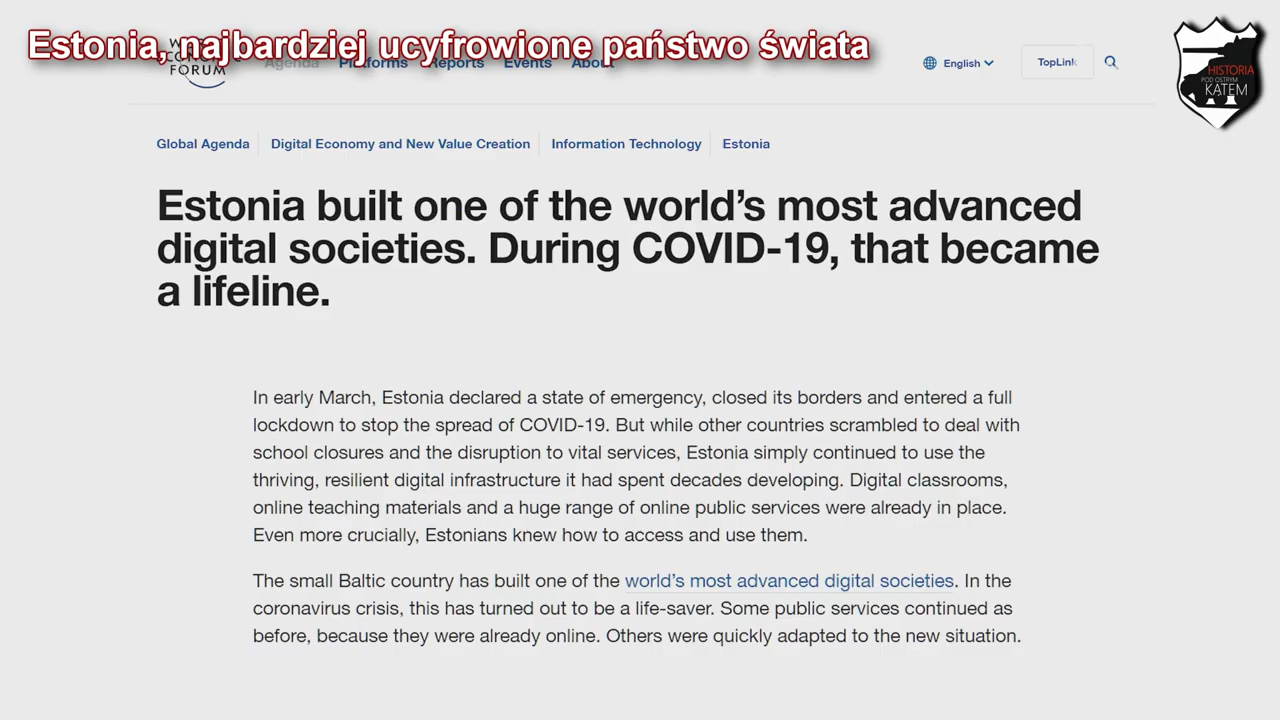 Estonia, najbardziej ucyfrowione państwo świata
FORUM
Agenda Platforms Reports Events About
English
TopLink
HISTORIA
POD OSTRYM
KĄTEM
Global Agenda Digital Economy and New Value Creation Information Technology Estonia
Estonia built one of the world's most advanced
digital societies. During COVID-19, that became
a lifeline.
In early March, Estonia declared a state of emergency, closed its borders and entered a full
lockdown to stop the spread of COVID-19. But while other countries scrambled to deal with
school closures and the disruption to vital services, Estonia simply continued to use the
thriving, resilient digital infrastructure it had spent decades developing. Digital classrooms,
online teaching materials and a huge range of online public services were already in place.
Even more crucially, Estonians knew how to access and use them.
The small Baltic country has built one of the world's most advanced digital societies. In the
coronavirus crisis, this has turned out to be a life-saver. Some public services continued as
before, because they were already online. Others were quickly adapted to the new situation.